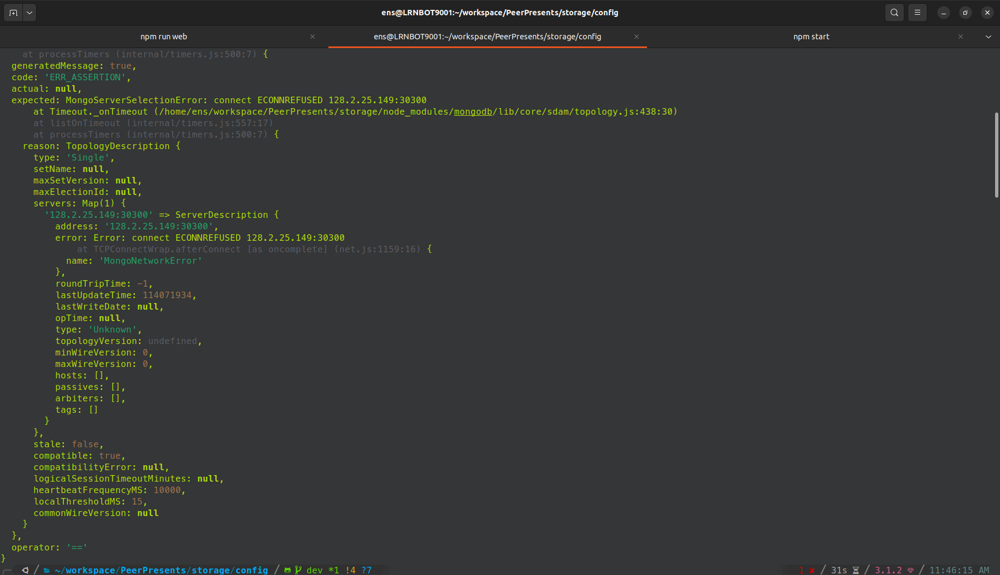 ens@LRNBOT9001:~/workspace/PeerPresents/storage/config
npm run web
ens@LRNBOT9001:~/workspace/PeerPresents/storage/config
npm start
at processTimers (internal/timers.js:500:7) {
generatedMessage: true,
code: 'ERR_ASSERTION',
actual: null,
expected: MongoServerSelectionError: connect ECONNREFUSED 128.2.25.149:30300
at Timeout._onTimeout (/home/ens/workspace/PeerPresents/storage/node_modules/mongodb/lib/core/sdam/topology.js:438:30)
at listOnTimeout (internal/timers.js:557:17)
at processTimers (internal/timers.js:500:7) {
reason: TopologyDescription {
type: 'Single',
setName: null,
maxSetVersion: null,
maxElectionId: null,
servers: Map(1) {
'128.2.25.149:30300' => ServerDescription {
address: '128.2.25.149:30300',
error: Error: connect ECONNREFUSED 128.2.25.149:30300
at TCPConnectWrap.afterConnect [as oncomplete] (net.js:1159:16) {
name: 'MongoNetworkError'
},
roundTripTime: -1,
lastUpdateTime: 114071934,
lastWriteDate: null,
opTime: null,
type: 'Unknown',
topologyVersion: undefined,
minWireVersion: 0,
maxWireVersion: 0,
hosts: [],
passives: [],
arbiters: [],
tags: []
}
},
stale: false,
compatible: true,
compatibilityError: null,
logicalSessionTimeoutMinutes: null,
heartbeatFrequencyMS: 10000,
localThresholdMS: 15,
commonWireVersion: null
}
},
operator: '=='
}
~/workspace/PeerPresents/storage/config / dev *1 !4 ?7 1 ✘ / 31s / 3.1.2 / 11:46:15 AM